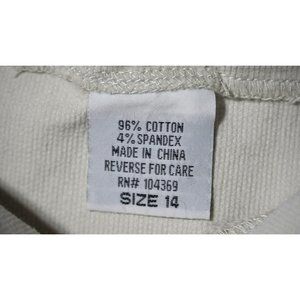 96% COTTON
4% SPANDEX
MADE IN CHINA
REVERSE FOR CARE
RN# 104369
SIZE 14